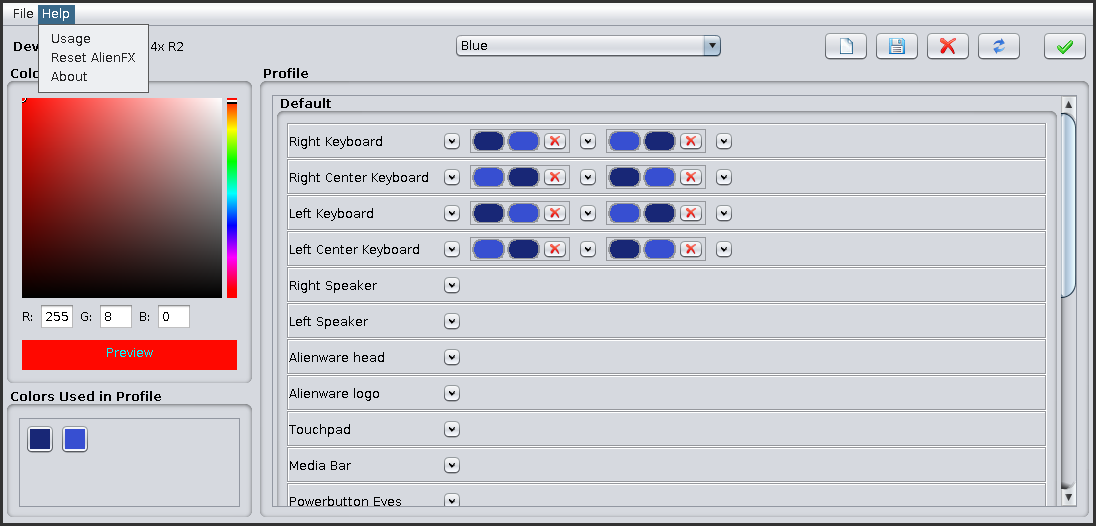 File Help
Usage
Reset AlienFX
About
Dev 4x R2
Blue
Colo
R: 255 G: 8 B: 0
Preview
Colors Used in Profile
Profile
Default
Right Keyboard
Right Center Keyboard
Left Keyboard
Left Center Keyboard
Right Speaker
Left Speaker
Alienware head
Alienware logo
Touchpad
Media Bar
Powerbutton Eyes